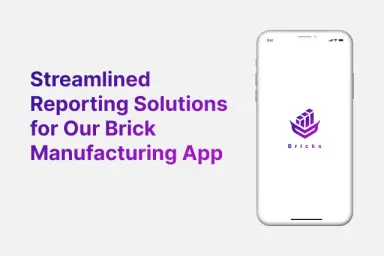 Streamlined
Reporting Solutions
for Our Brick
Manufacturing App
Bricks